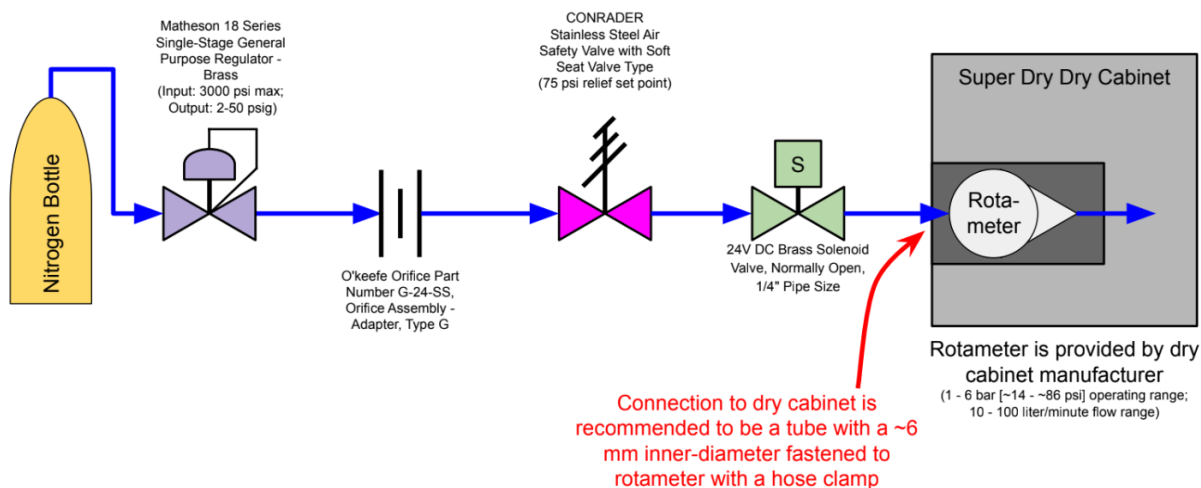 Matheson 18 Series
Single-Stage General
Purpose Regulator -
Brass
(Input: 3000 psi max;
Output: 2-50 psig)
CONRADER
Stainless Steel Air
Safety Valve with Soft
Seat Valve Type
(75 psi relief set point)
Super Dry Dry Cabinet
Nitrogen Bottle
S
Rota-
meter
O'keefe Orifice Part
Number G-24-SS,
Orifice Assembly -
Adapter, Type G
24V DC Brass Solenoid
Valve, Normally Open,
1/4" Pipe Size
Rotameter is provided by dry
cabinet manufacturer
(1 - 6 bar [~14 - ~86 psi] operating range;
10 - 100 liter/minute flow range)
Connection to dry cabinet is
recommended to be a tube with a ~6
mm inner-diameter fastened to
rotameter with a hose clamp